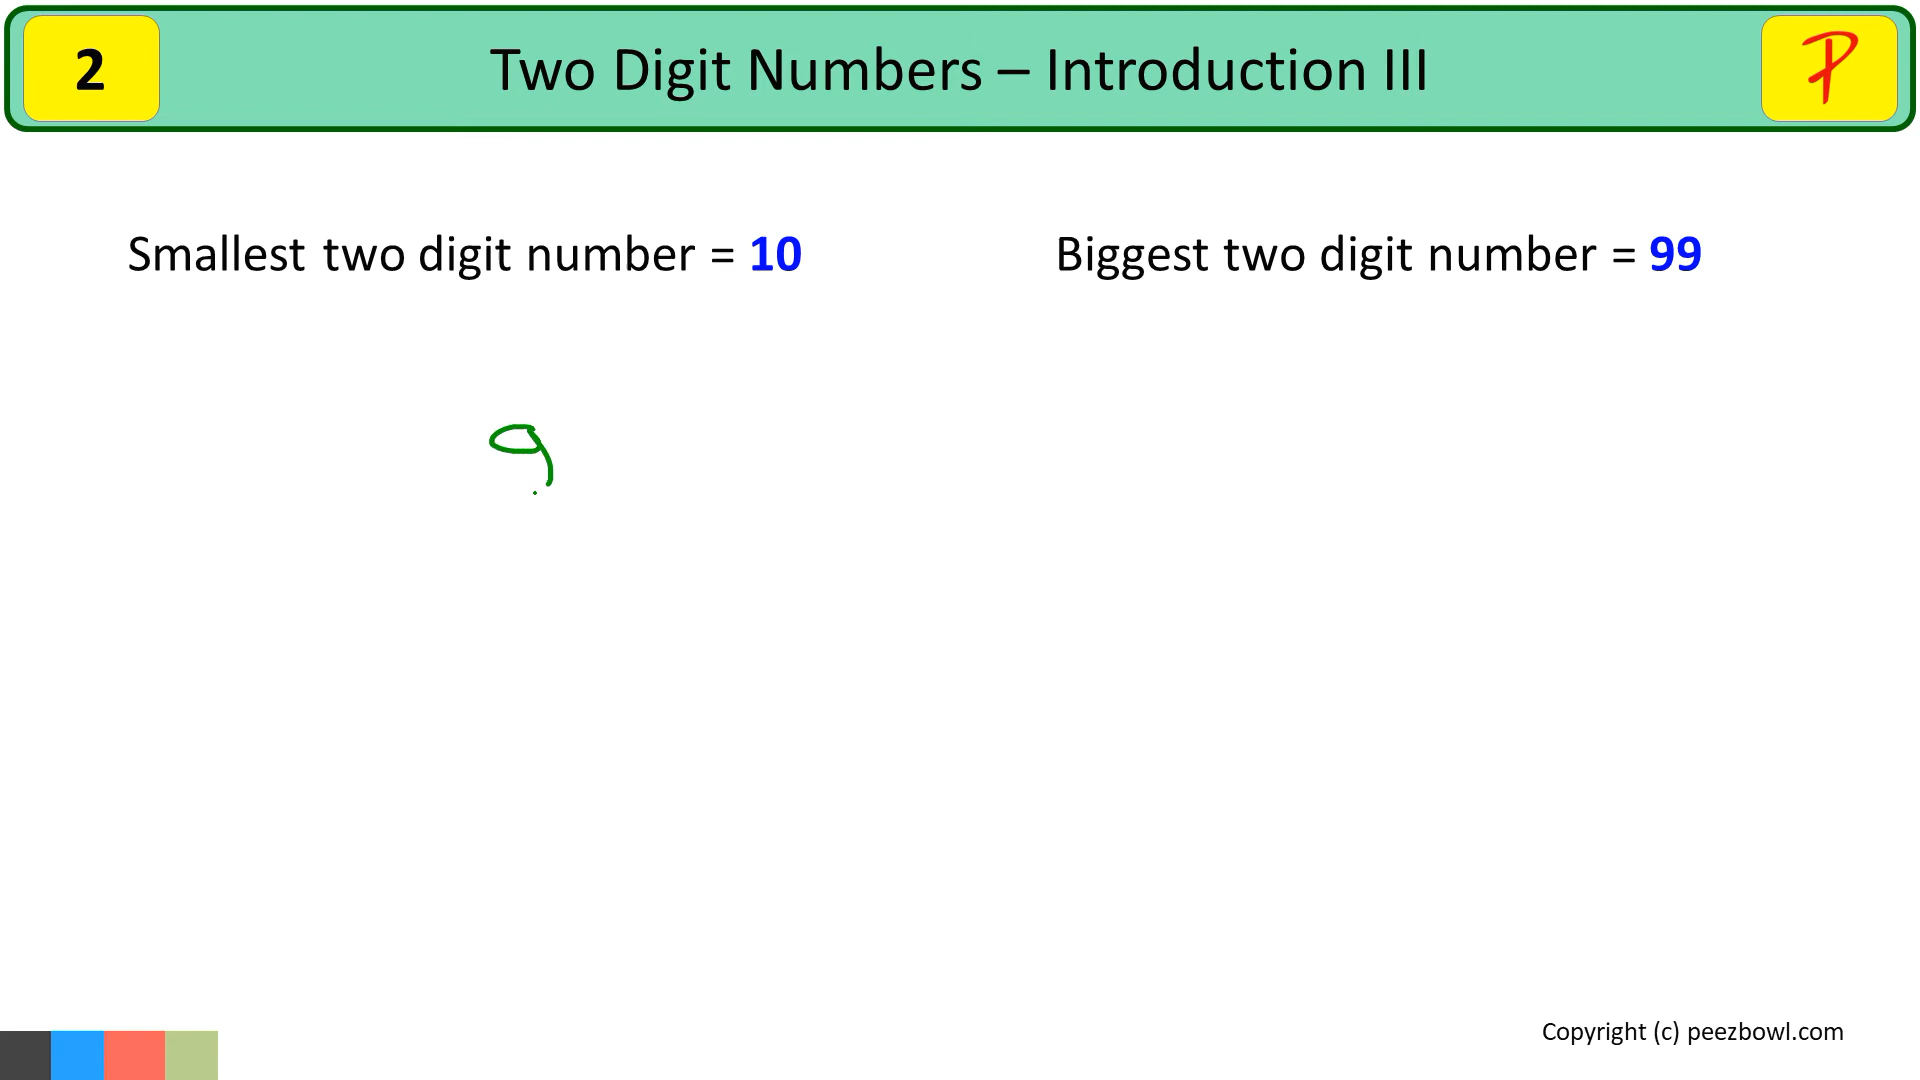 2
Two Digit Numbers – Introduction III
P
Smallest two digit number = 10
Biggest two digit number = 99
9
Copyright (c) peezbowl.com